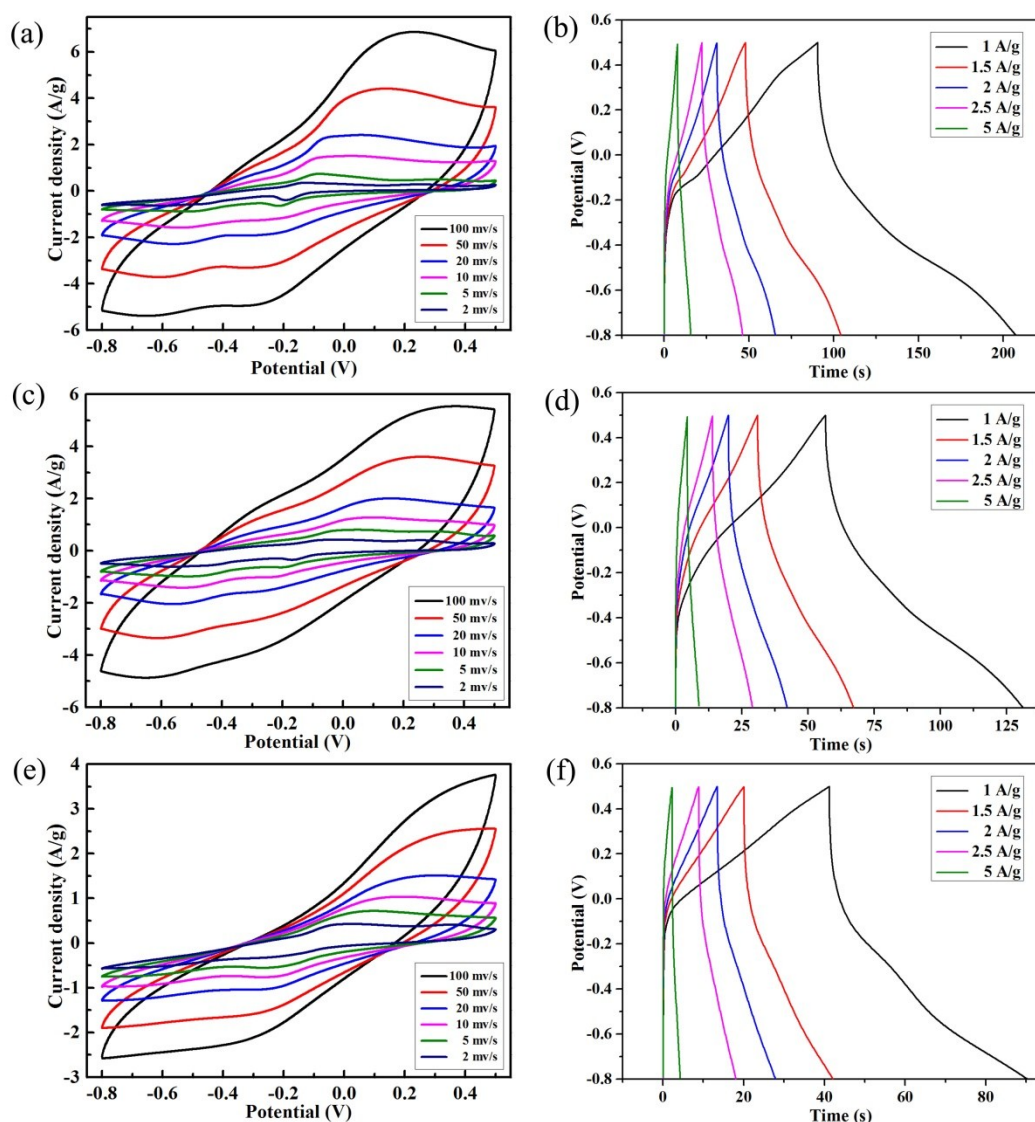 (a)
Current density (A/g)
6
4
2
0
-2
-4
-6
100 mv/s
50 mv/s
20 mv/s
10 mv/s
5 mv/s
2 mv/s
-0.8 -0.6 -0.4 -0.2 0.0 0.2 0.4
Potential (V)
(b)
Potential (V)
0.6
0.4
0.2
0.0
-0.2
-0.4
-0.6
-0.8
1 A/g
1.5 A/g
2 A/g
2.5 A/g
5 A/g
0 50 100 150 200
Time (s)
(c)
Current density (A/g)
6
4
2
0
-2
-4
-6
100 mv/s
50 mv/s
20 mv/s
10 mv/s
5 mv/s
2 mv/s
-0.8 -0.6 -0.4 -0.2 0.0 0.2 0.4
Potential (V)
(d)
Potential (V)
0.6
0.4
0.2
0.0
-0.2
-0.4
-0.6
-0.8
1 A/g
1.5 A/g
2 A/g
2.5 A/g
5 A/g
0 25 50 75 100 125
Time (s)
(e)
Current density (A/g)
4
3
2
1
0
-1
-2
-3
100 mv/s
50 mv/s
20 mv/s
10 mv/s
5 mv/s
2 mv/s
-0.8 -0.6 -0.4 -0.2 0.0 0.2 0.4
Potential (V)
(f)
Potential (V)
0.6
0.4
0.2
0.0
-0.2
-0.4
-0.6
-0.8
1 A/g
1.5 A/g
2 A/g
2.5 A/g
5 A/g
0 20 40 60 80
Time (s)